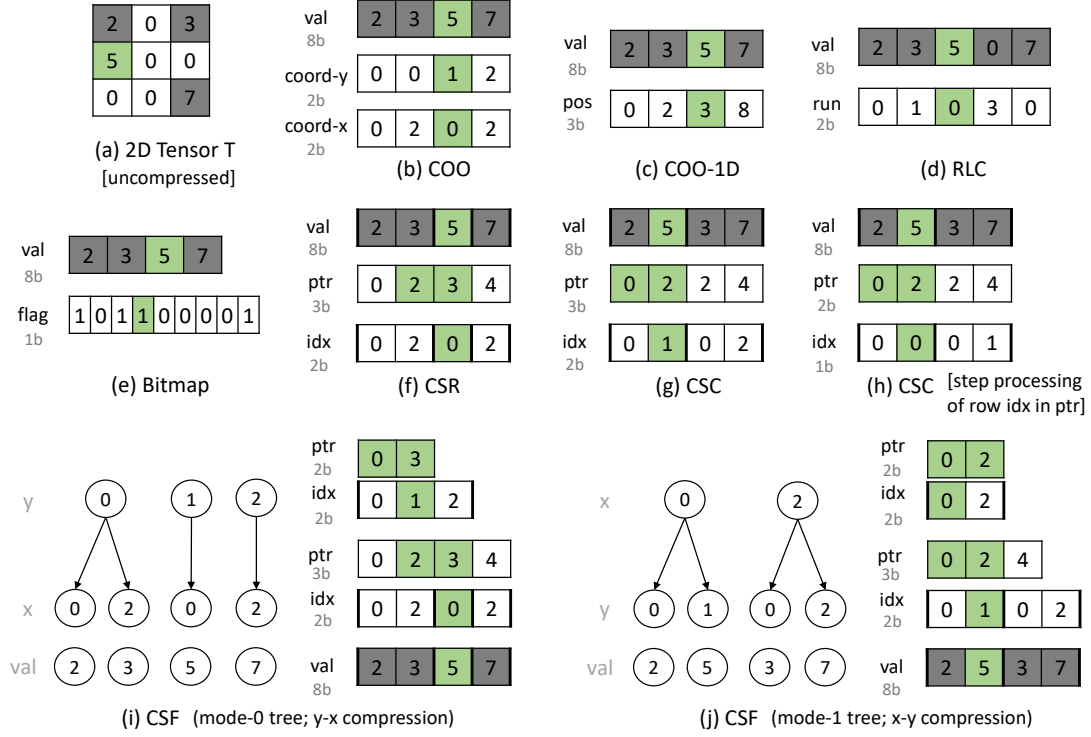 2 0 3
5 0 0
0 0 7
(a) 2D Tensor T
[uncompressed]
val 2 3 5 7
8b
coord-y 0 0 1 2
2b
coord-x 0 2 0 2
2b
(b) COO
val 2 3 5 7
8b
pos 0 2 3 8
3b
(c) COO-1D
val 2 3 5 0 7
8b
run 0 1 0 3 0
2b
(d) RLC
val 2 3 5 7
8b
flag 1 0 1 1 0 0 0 0 1
1b
(e) Bitmap
val 2 3 5 7
8b
ptr 0 2 3 4
3b
idx 0 2 0 2
2b
(f) CSR
val 2 5 3 7
8b
ptr 0 2 2 4
3b
idx 0 1 0 2
2b
(g) CSC
val 2 5 3 7
8b
ptr 0 2 2 4
2b
idx 0 0 0 1
1b
(h) CSC [step processing
of row idx in ptr]
y 0 1 2
x 0 2 0 2
val 2 3 5 7
ptr 0 3
2b
idx 0 1 2
2b
ptr 0 2 3 4
3b
idx 0 2 0 2
2b
val 2 3 5 7
8b
(i) CSF (mode-0 tree; y-x compression)
x 0 2
y 0 1 0 2
val 2 5 3 7
ptr 0 2
2b
idx 0 2
2b
ptr 0 2 4
3b
idx 0 1 0 2
2b
val 2 5 3 7
8b
(j) CSF (mode-1 tree; x-y compression)